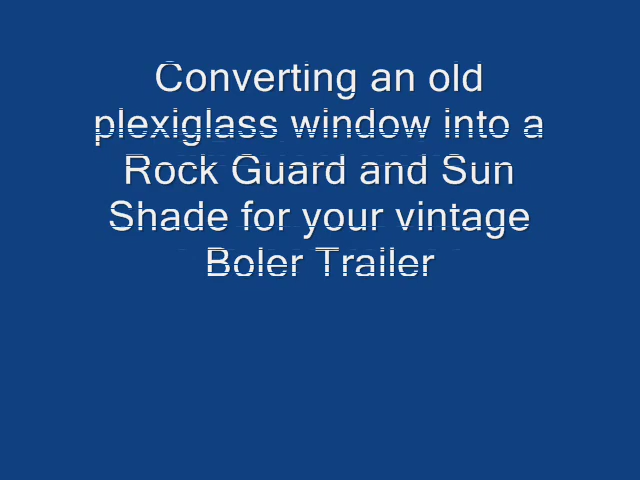 Converting an old
plexiglass window into a
Rock Guard and Sun
Shade for your vintage
Boler Trailer